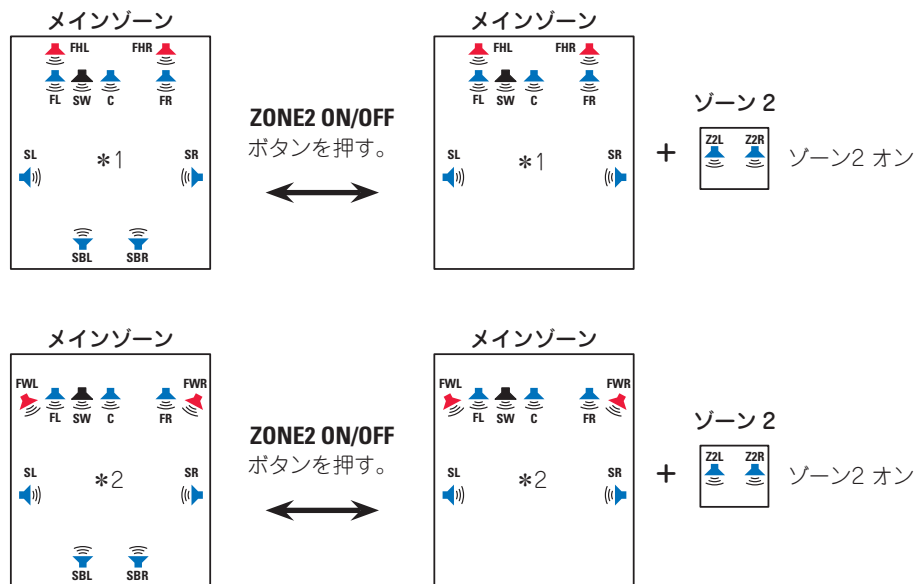 メインゾーン
FHL FHR
FL SW C FR
SL ＊1 SR
SBL SBR
ZONE2 ON/OFF
ボタンを押す。
メインゾーン
FHL FHR
FL SW C FR
SL ＊1 SR
+
ゾーン 2
Z2L Z2R
ゾーン2 オン
メインゾーン
FWL FWR
FL SW C FR
SL ＊2 SR
SBL SBR
ZONE2 ON/OFF
ボタンを押す。
メインゾーン
FWL FWR
FL SW C FR
SL ＊2 SR
+
ゾーン 2
Z2L Z2R
ゾーン2 オン